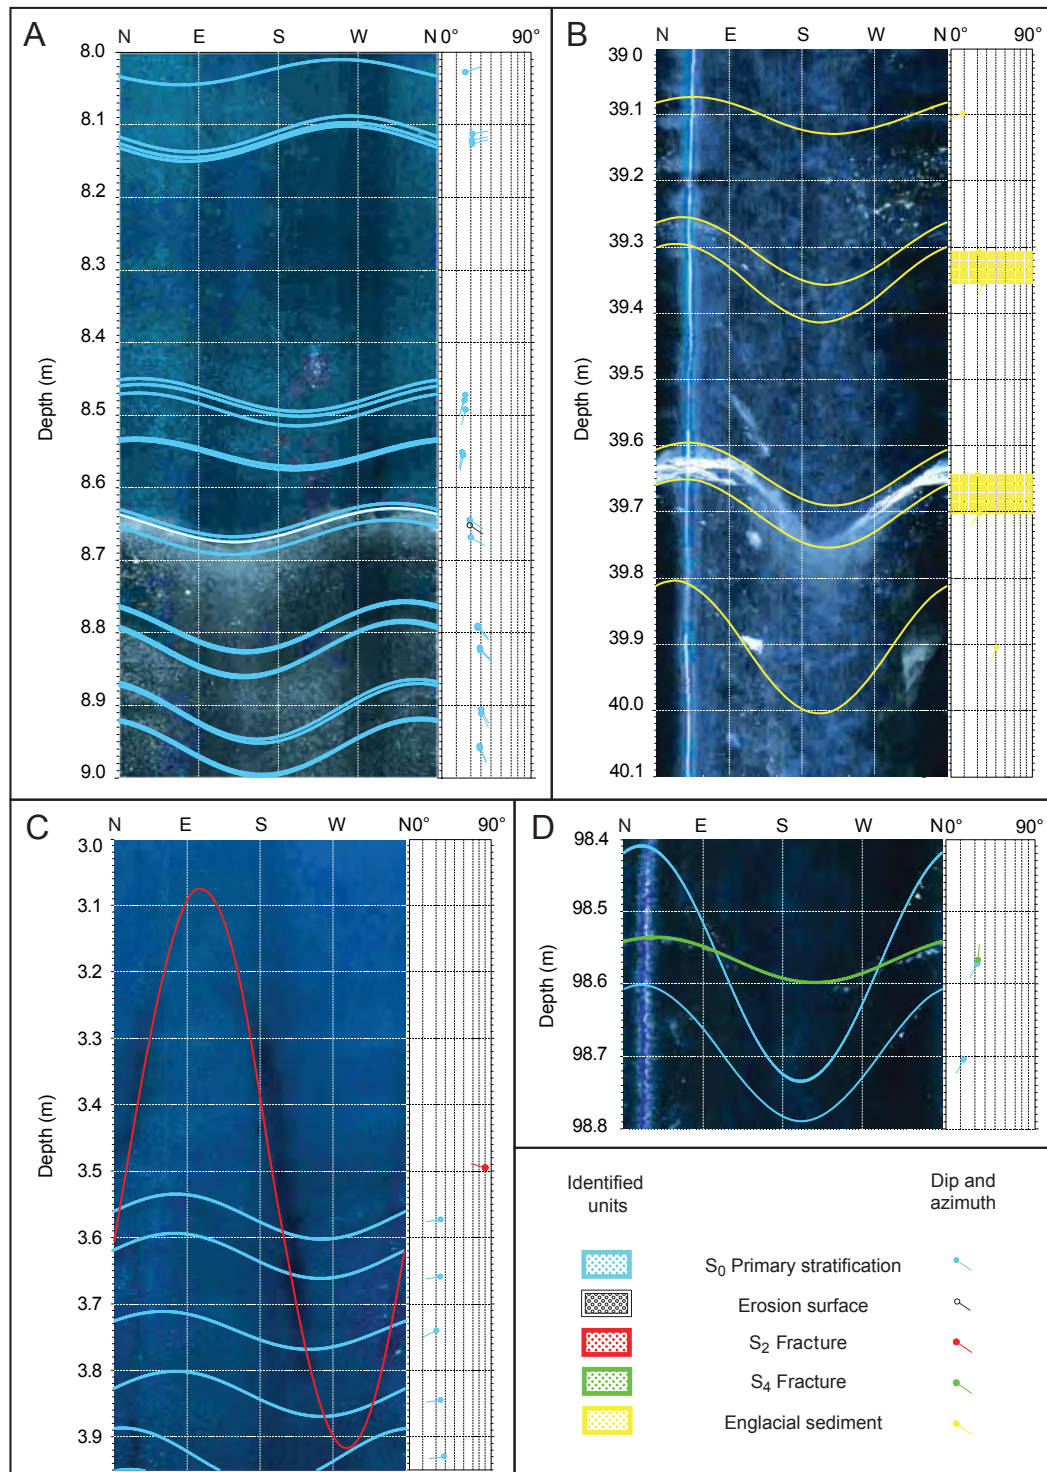 A
N E S W N 0° 90°
8.0
8.1
8.2
8.3
8.4
8.5
8.6
8.7
8.8
8.9
9.0
Depth (m)
B
N E S W N 0° 90°
39 0
39.1
39.2
39.3
39.4
39.5
39.6
39.7
39.8
39.9
40.0
40.1
Depth (m)
C
N E S W N 0° 90°
3.0
3.1
3.2
3.3
3.4
3.5
3.6
3.7
3.8
3.9
Depth (m)
D
N E S W N 0° 90°
98.4
98.5
98.6
98.7
98.8
Depth (m)
Identified units
Dip and azimuth
S0 Primary stratification
Erosion surface
S2 Fracture
S4 Fracture
Englacial sediment